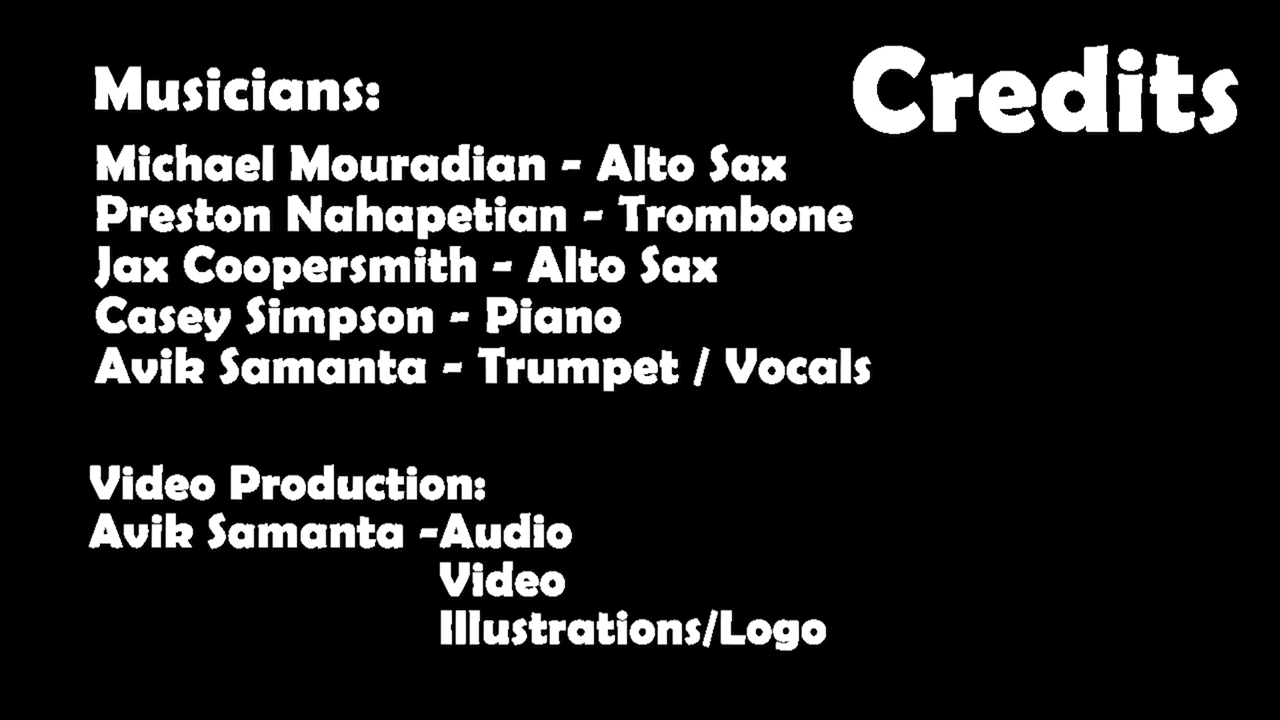 Credits
Musicians:
Michael Mouradian - Alto Sax
Preston Nahapetian - Trombone
Jax Coopersmith - Alto Sax
Casey Simpson - Piano
Avik Samanta - Trumpet / Vocals
Video Production:
Avik Samanta -Audio
Video
Illustrations/Logo